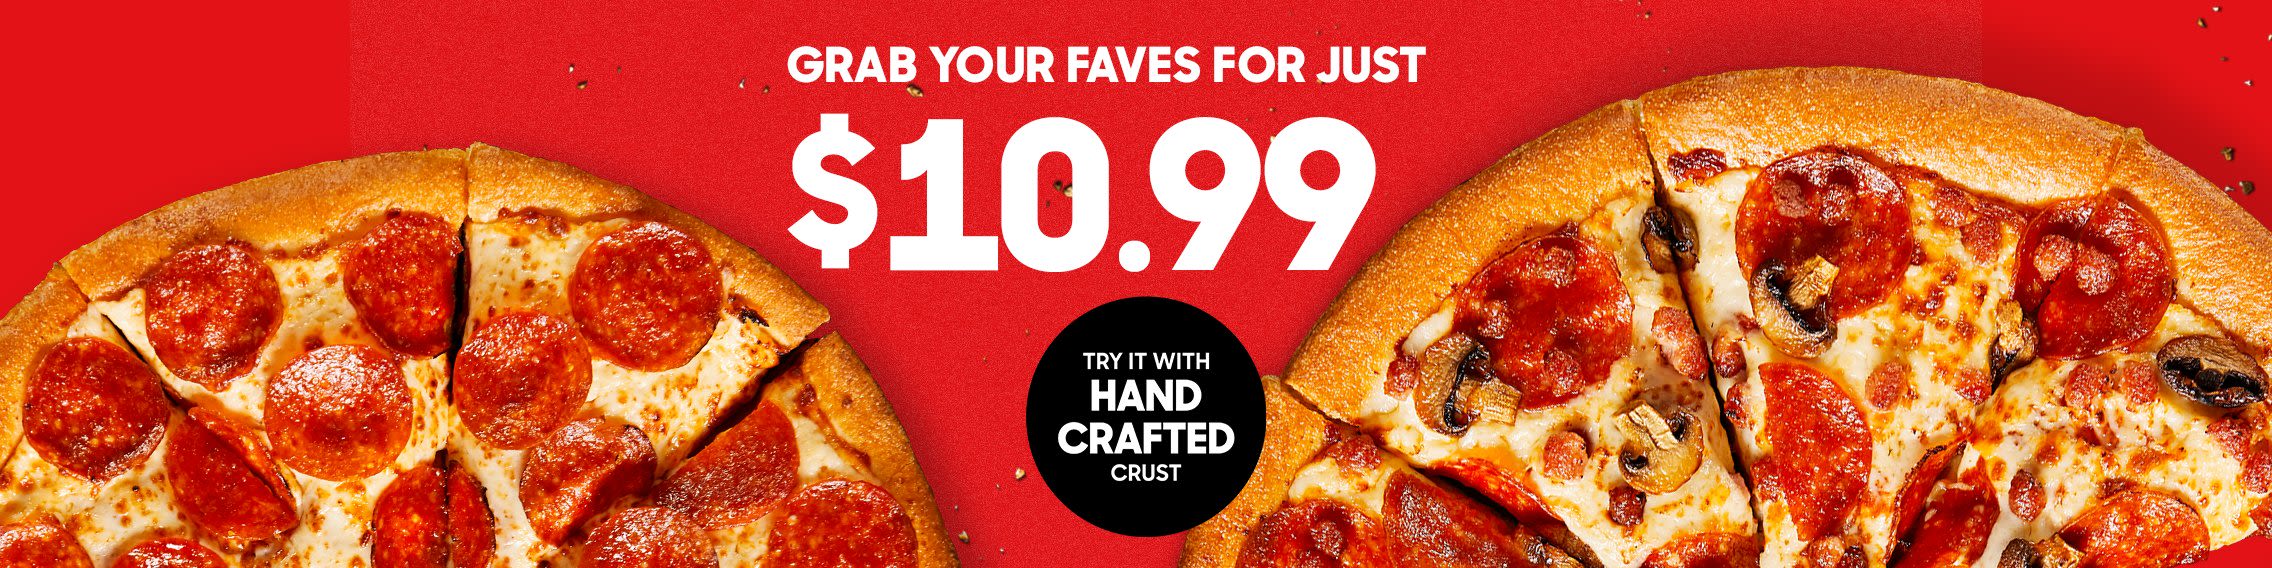 GRAB YOUR FAVES FOR JUST
$10.99
TRY IT WITH
HAND
CRAFTED
CRUST